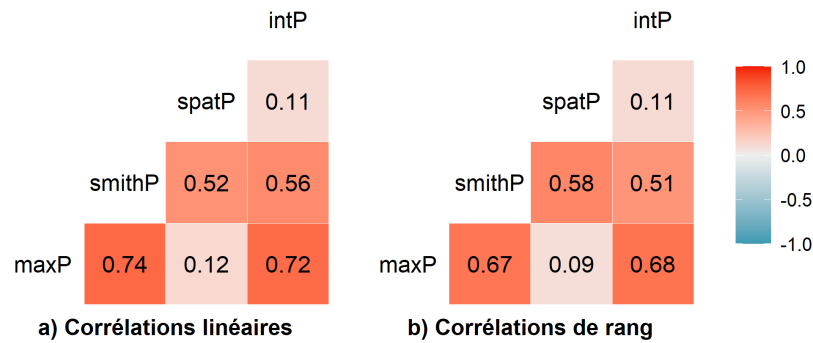 intP intP
spatP 0.11 spatP 0.11
smithP 0.52 0.56 smithP 0.58 0.51
maxP 0.74 0.12 0.72 maxP 0.67 0.09 0.68
a) Corrélations linéaires b) Corrélations de rang
1.0
0.5
0.0
-0.5
-1.0